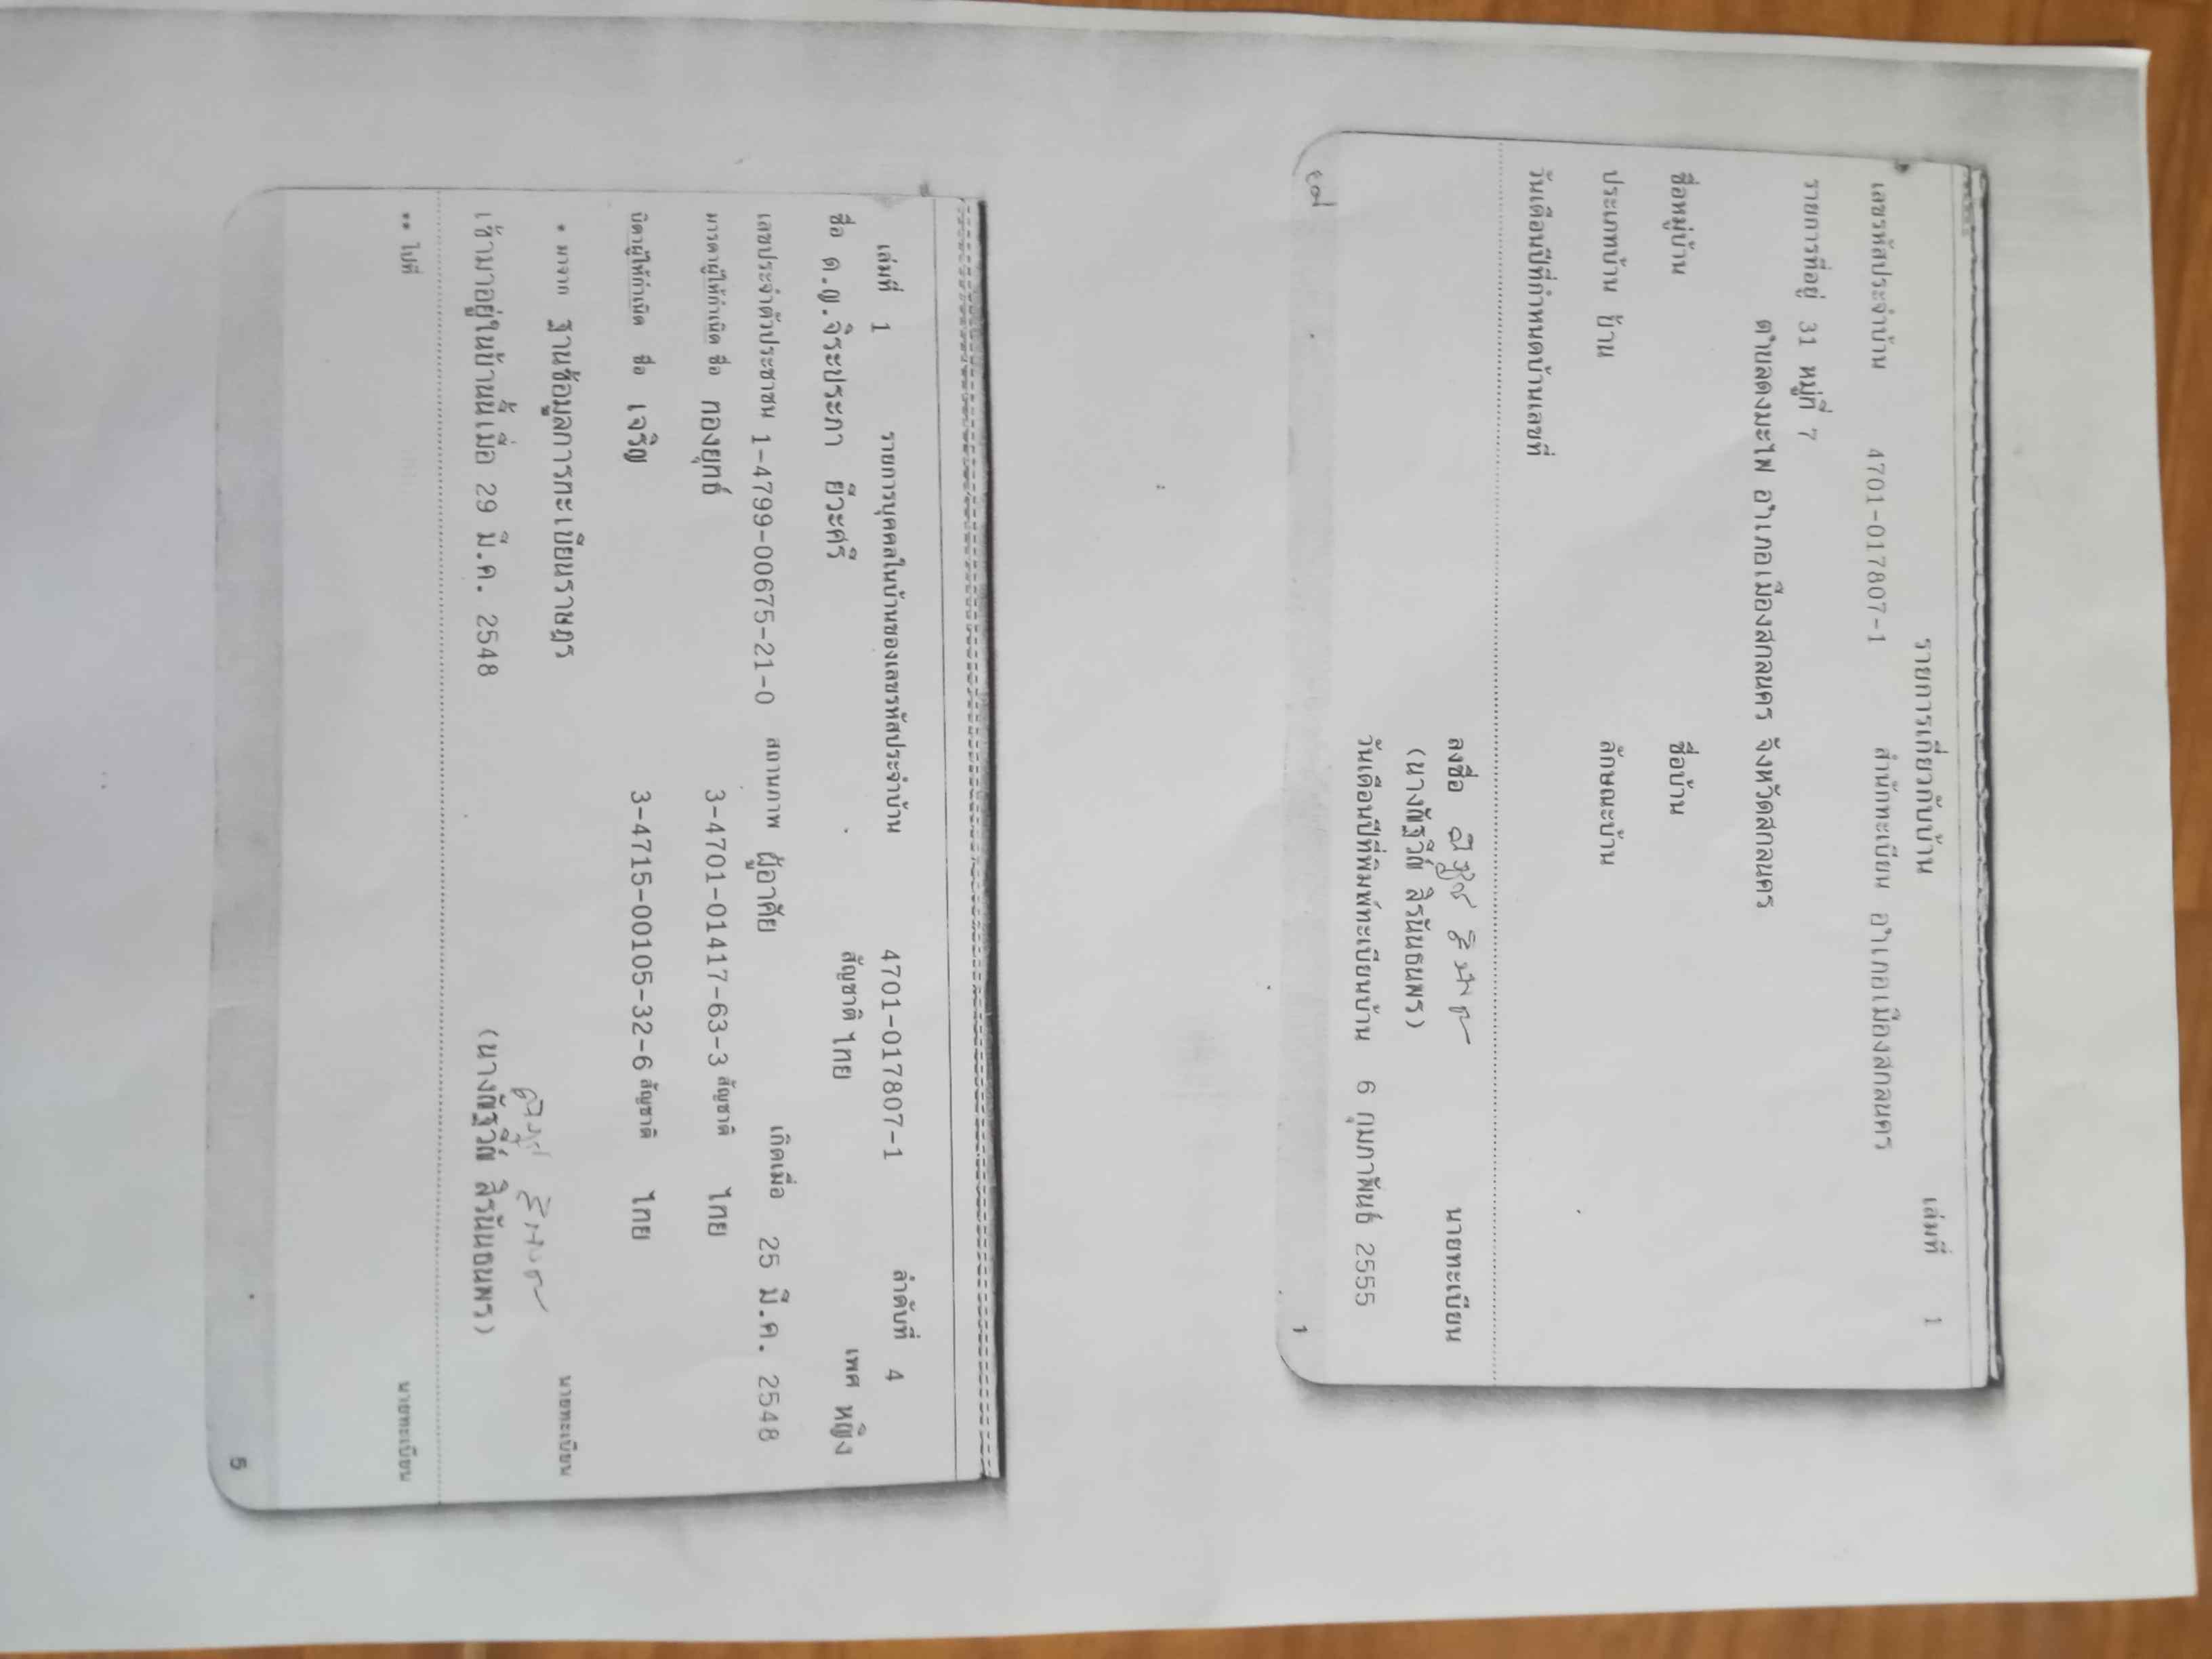 รายการเกี่ยวกับบ้าน เล่มที่ 1
เลขรหัสประจำบ้าน 4701-017807-1 สำนักทะเบียน อำเภอเมืองสกลนคร
รายการที่อยู่ 31 หมู่ที่ 7
ตำบลดงมะไฟ อำเภอเมืองสกลนคร จังหวัดสกลนคร
ชื่อหมู่บ้าน ชื่อบ้าน
ประเภทบ้าน บ้าน ลักษณะบ้าน
วันเดือนปีที่กำหนดบ้านเลขที่
ลงชื่อ นายทะเบียน
(นางณัฐวีณ์ สิรนันธนพร)
วันเดือนปีที่พิมพ์ทะเบียนบ้าน 6 กุมภาพันธ์ 2555
1
เล่มที่ 1 รายการบุคคลในบ้านของเลขรหัสประจำบ้าน 4701-017807-1 ลำดับที่ 4
ชื่อ ด.ญ.จิระประภา ยีวะศรี สัญชาติ ไทย เพศ หญิง
เลขประจำตัวประชาชน 1-4799-00675-21-0 สถานภาพ ผู้อาศัย เกิดเมื่อ 25 มี.ค. 2548
มารดาผู้ให้กำเนิด ชื่อ กองยุทธ์ 3-4701-01417-63-3 สัญชาติ ไทย
บิดาผู้ให้กำเนิด ชื่อ เจริญ 3-4715-00105-32-6 สัญชาติ ไทย
* มาจาก ฐานข้อมูลการทะเบียนราษฎร นายทะเบียน
เข้ามาอยู่ในบ้านนี้เมื่อ 29 มี.ค. 2548 (นางณัฐวีณ์ สิรนันธนพร)
** ไปที่ นายทะเบียน
5